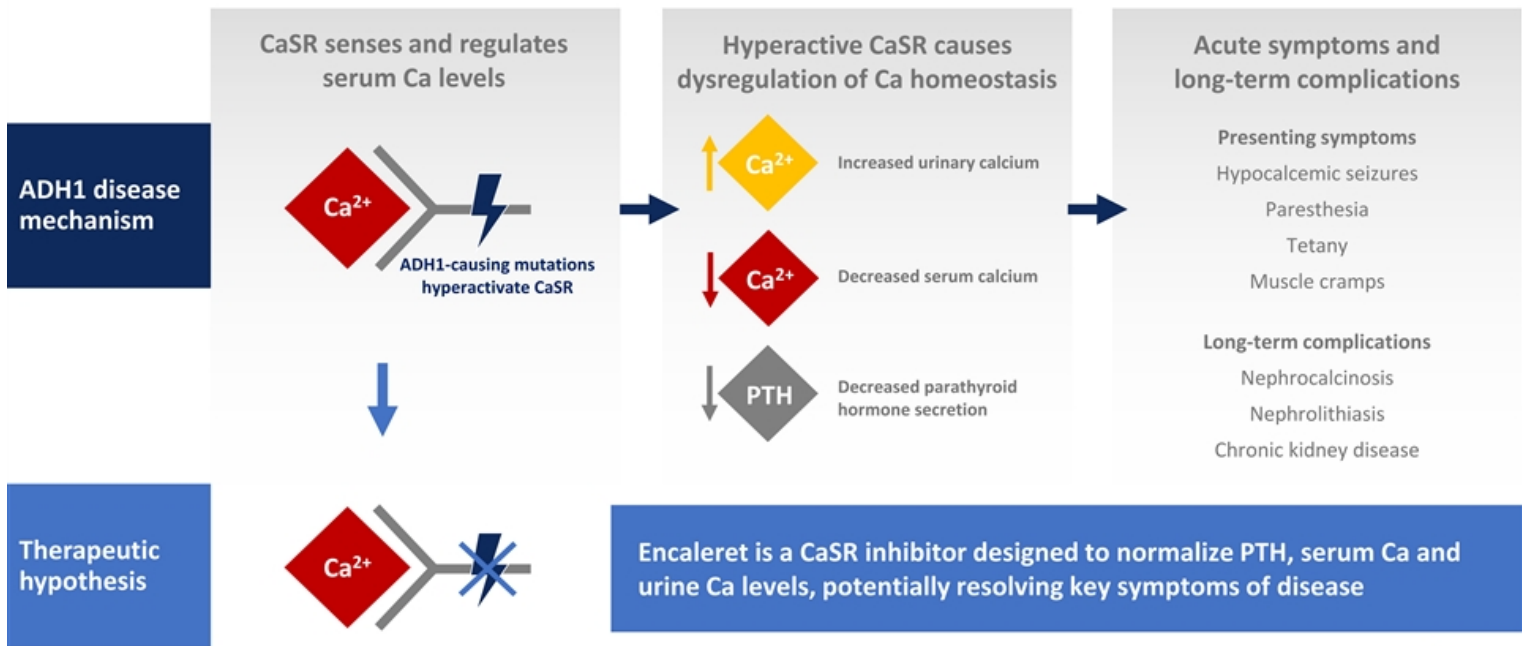 CaSR senses and regulates
serum Ca levels
Hyperactive CaSR causes
dysregulation of Ca homeostasis
Acute symptoms and
long-term complications
ADH1 disease
mechanism
Ca²⁺
ADH1-causing mutations
hyperactivate CaSR
Ca²⁺
Increased urinary calcium
Ca²⁺
Decreased serum calcium
PTH
Decreased parathyroid
hormone secretion
Presenting symptoms
Hypocalcemic seizures
Paresthesia
Tetany
Muscle cramps
Long-term complications
Nephrocalcinosis
Nephrolithiasis
Chronic kidney disease
Therapeutic
hypothesis
Ca²⁺
Encaleret is a CaSR inhibitor designed to normalize PTH, serum Ca and
urine Ca levels, potentially resolving key symptoms of disease